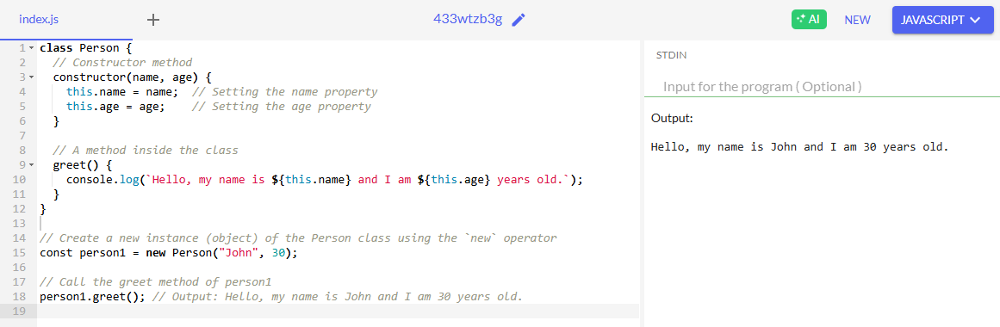 index.js + 433wtzb3g AI NEW JAVASCRIPT
1 class Person {
2   // Constructor method
3   constructor(name, age) {
4     this.name = name;  // Setting the name property
5     this.age = age;    // Setting the age property
6   }
7
8   // A method inside the class
9   greet() {
10     console.log(`Hello, my name is ${this.name} and I am ${this.age} years old.`);
11   }
12 }
13
14 // Create a new instance (object) of the Person class using the `new` operator
15 const person1 = new Person("John", 30);
16
17 // Call the greet method of person1
18 person1.greet(); // Output: Hello, my name is John and I am 30 years old.
19
STDIN
Input for the program ( Optional )
Output:
Hello, my name is John and I am 30 years old.